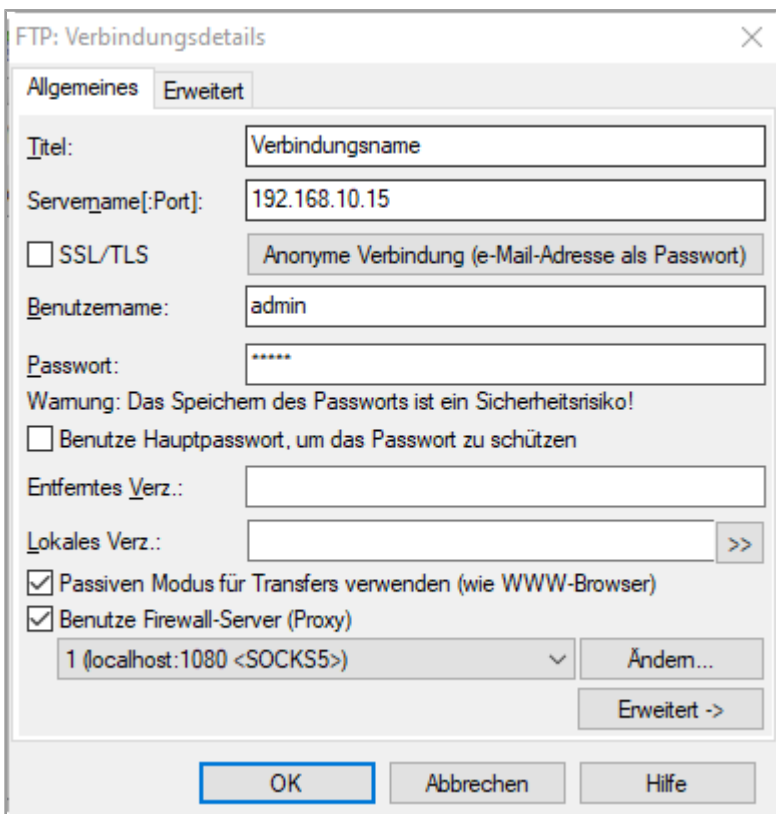 FTP: Verbindungsdetails
Allgemeines Erweitert
Titel: Verbindungsname
Servername[:Port]: 192.168.10.15
SSL/TLS Anonyme Verbindung (e-Mail-Adresse als Passwort)
Benutzername: admin
Passwort: *****
Warnung: Das Speichern des Passworts ist ein Sicherheitsrisiko!
Benutze Hauptpasswort, um das Passwort zu schützen
Entferntes Verz.:
Lokales Verz.: >>
Passiven Modus für Transfers verwenden (wie WWW-Browser)
Benutze Firewall-Server (Proxy)
1 (localhost:1080 <SOCKS5>) Ändern...
Erweitert ->
OK Abbrechen Hilfe